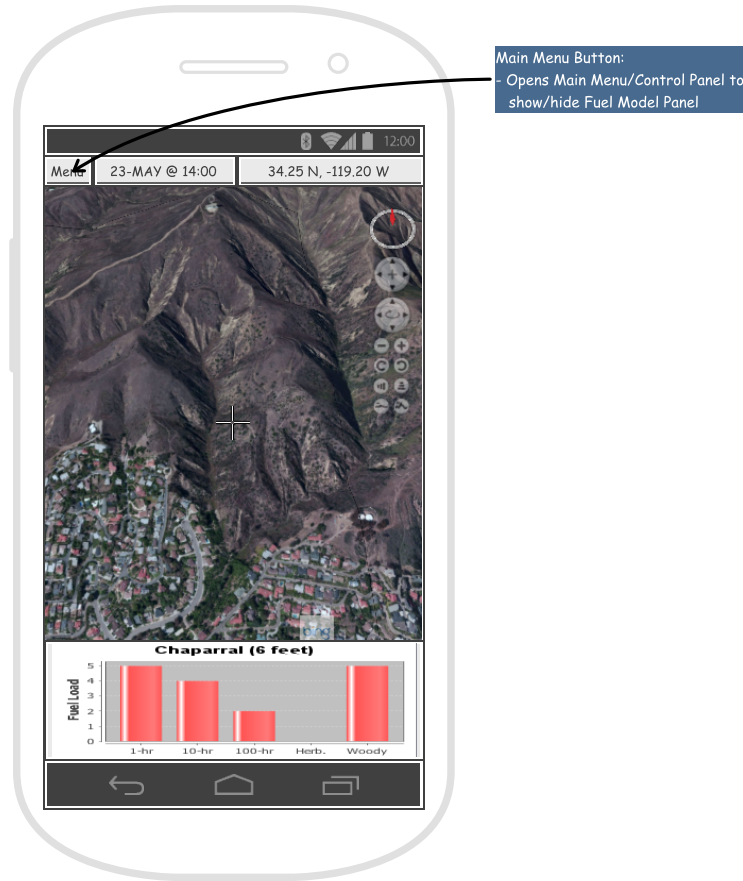 Main Menu Button:
- Opens Main Menu/Control Panel to
show/hide Fuel Model Panel
12:00
Menu
23-MAY @ 14:00
34.25 N, -119.20 W
Chaparral (6 feet)
Fuel Load
5
4
3
2
1
0
1-hr
10-hr
100-hr
Herb.
Woody